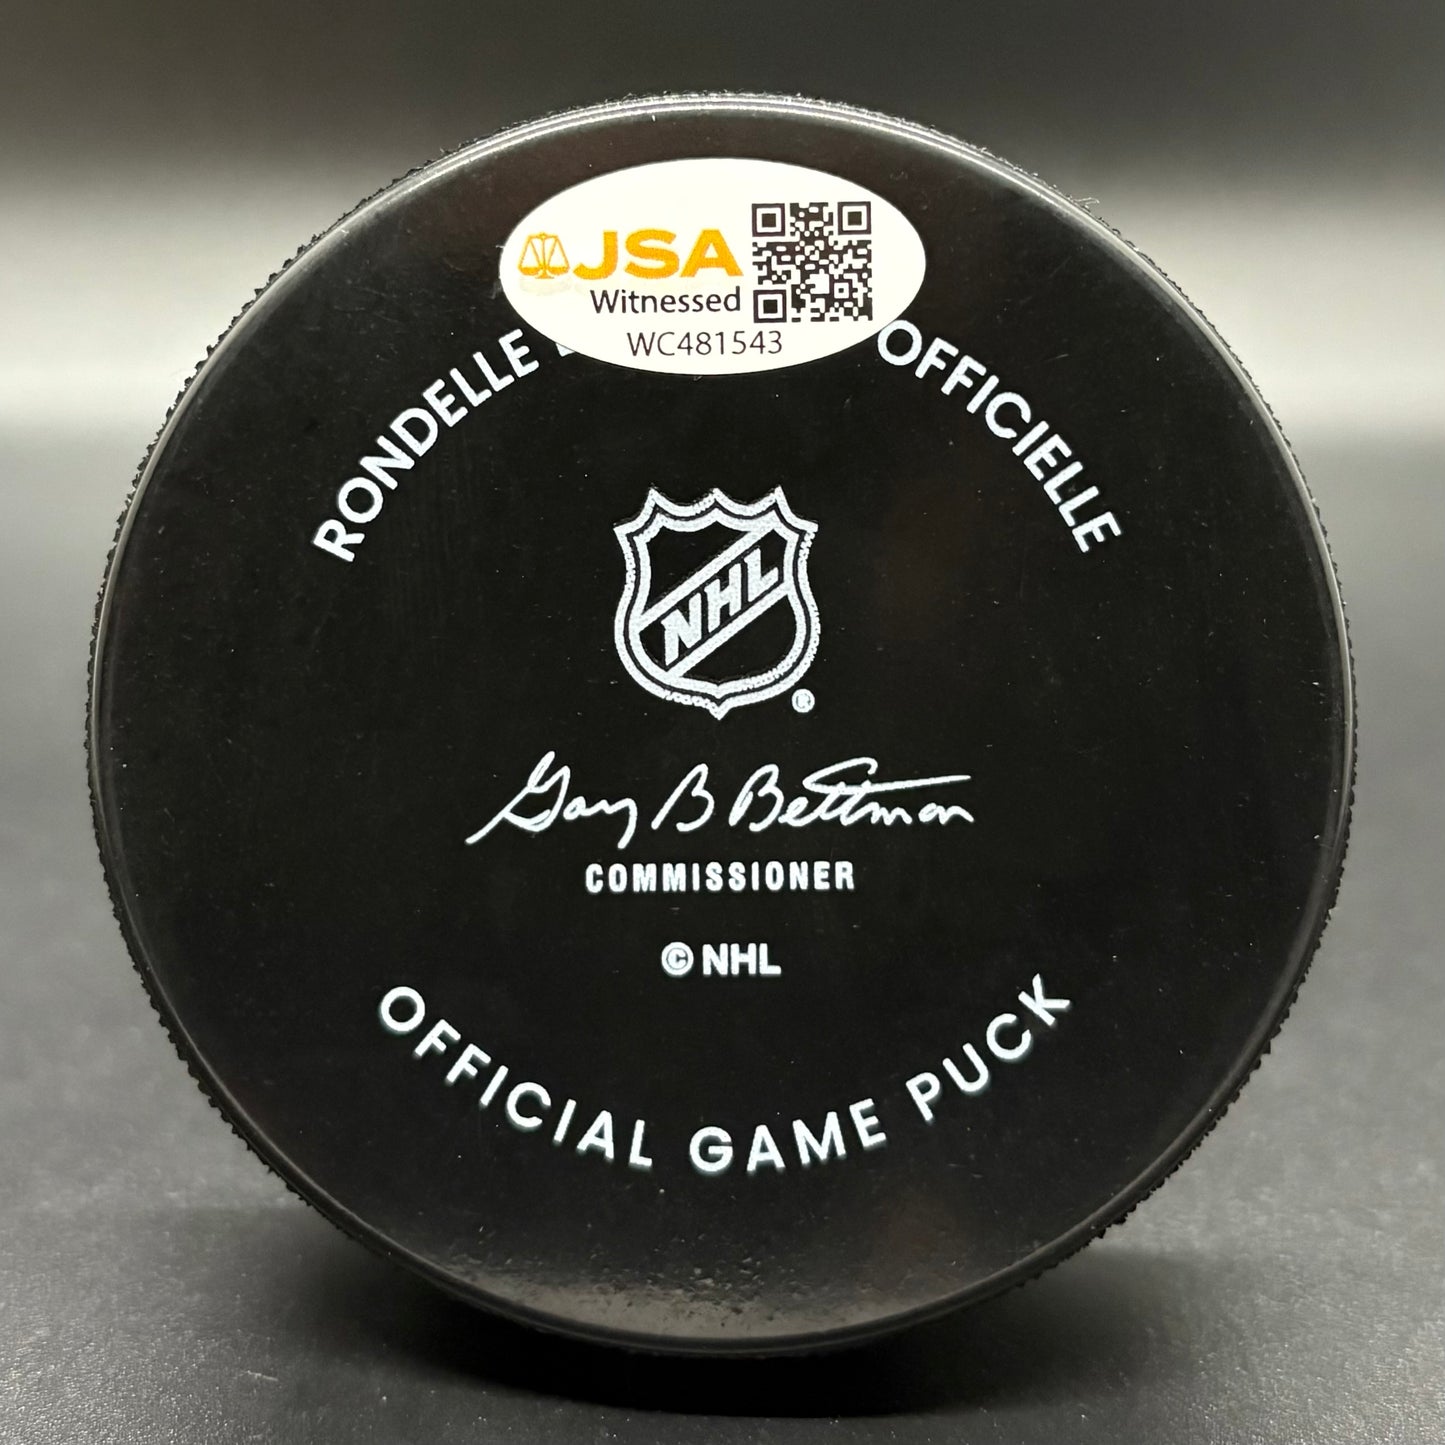 JSA
Witnessed
WC481543
RONDELLE OFFICIELLE
NHL
®
Gary B Bettman
COMMISSIONER
© NHL
OFFICIAL GAME PUCK